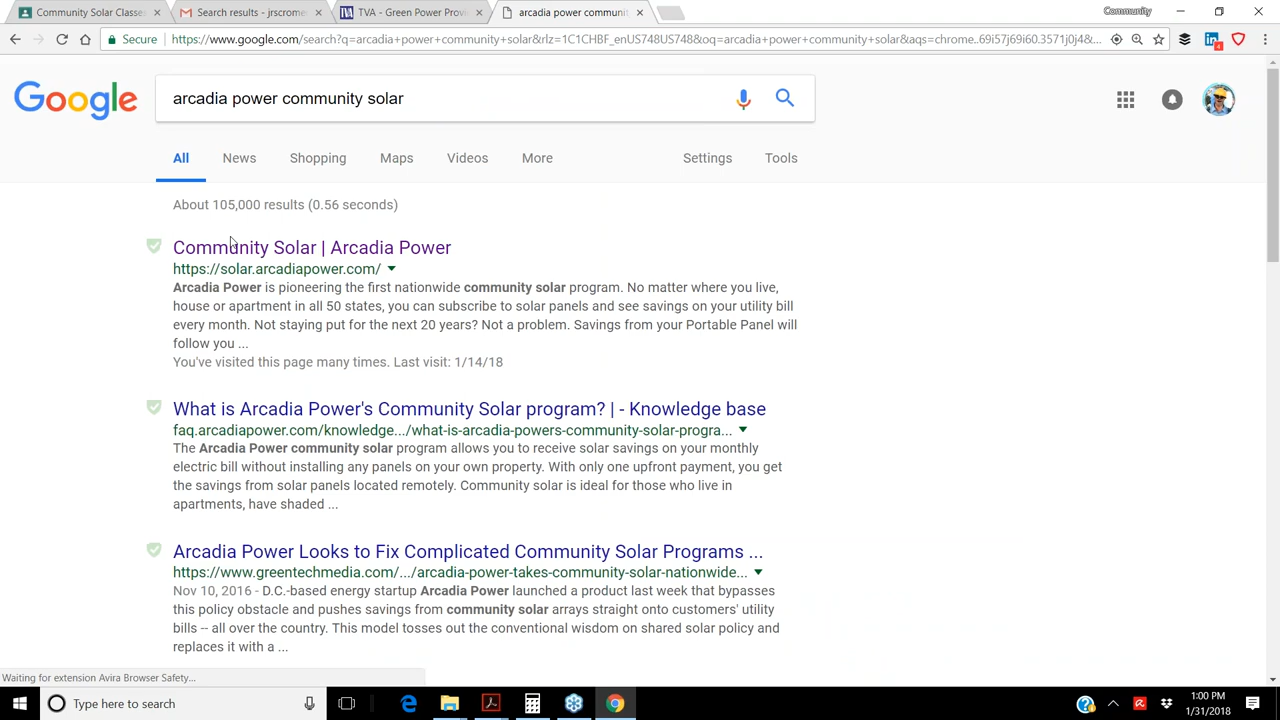 Community Solar Classe
Search results - jrscrome
TVA - Green Power Provi
arcadia power communi
Community
Secure
https://www.google.com/search?q=arcadia+power+community+solar&rlz=1C1CHBF_enUS748US748&oq=arcadia+power+community+solar&aqs=chrome..69i57j69i60.3571j0j4&...
4
Google
arcadia power community solar
All News Shopping Maps Videos More Settings Tools
About 105,000 results (0.56 seconds)
Community Solar | Arcadia Power
https://solar.arcadiapower.com/
Arcadia Power is pioneering the first nationwide community solar program. No matter where you live,
house or apartment in all 50 states, you can subscribe to solar panels and see savings on your utility bill
every month. Not staying put for the next 20 years? Not a problem. Savings from your Portable Panel will
follow you ...
You've visited this page many times. Last visit: 1/14/18
What is Arcadia Power's Community Solar program? | - Knowledge base
faq.arcadiapower.com/knowledge.../what-is-arcadia-powers-community-solar-progra...
The Arcadia Power community solar program allows you to receive solar savings on your monthly
electric bill without installing any panels on your own property. With only one upfront payment, you get
the savings from solar panels located remotely. Community solar is ideal for those who live in
apartments, have shaded ...
Arcadia Power Looks to Fix Complicated Community Solar Programs ...
https://www.greentechmedia.com/.../arcadia-power-takes-community-solar-nationwide...
Nov 10, 2016 - D.C.-based energy startup Arcadia Power launched a product last week that bypasses
this policy obstacle and pushes savings from community solar arrays straight onto customers' utility
bills -- all over the country. This model tosses out the conventional wisdom on shared solar policy and
replaces it with a ...
Waiting for extension Avira Browser Safety...
Type here to search
1:00 PM
1/31/2018